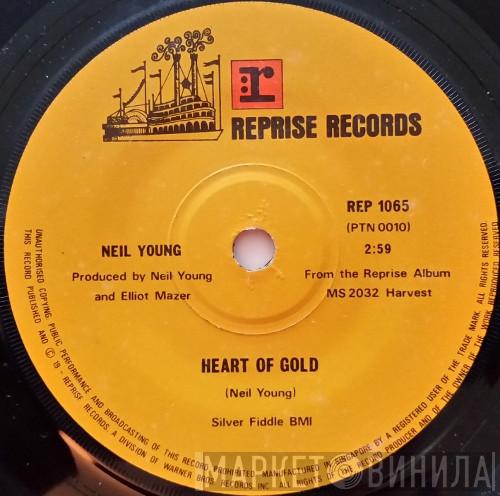 r:
REPRISE RECORDS
REP 1065
(PTN 0010)
2:59
NEIL YOUNG
Produced by Neil Young
and Elliot Mazer
From the Reprise Album
MS 2032 Harvest
HEART OF GOLD
(Neil Young)
Silver Fiddle BMI
UNAUTHORISED COPYING PUBLIC PERFORMANCE AND BROADCASTING OF THIS RECORD PROHIBITED. MANUFACTURED IN SINGAPORE BY A REGISTERED USER OF THE TRADE MARK. ALL RIGHTS RESERVED
THIS RECORD PUBLISHED AND © 19 - REPRISE RECORDS, A DIVISION OF WARNER BROS. RECORDS INC. ALL RIGHTS OF THE RECORD PRODUCER AND OF THE OWNER OF THE WORK REPRODUCED RESERVED
МАРКЕТ ВИНИЛА